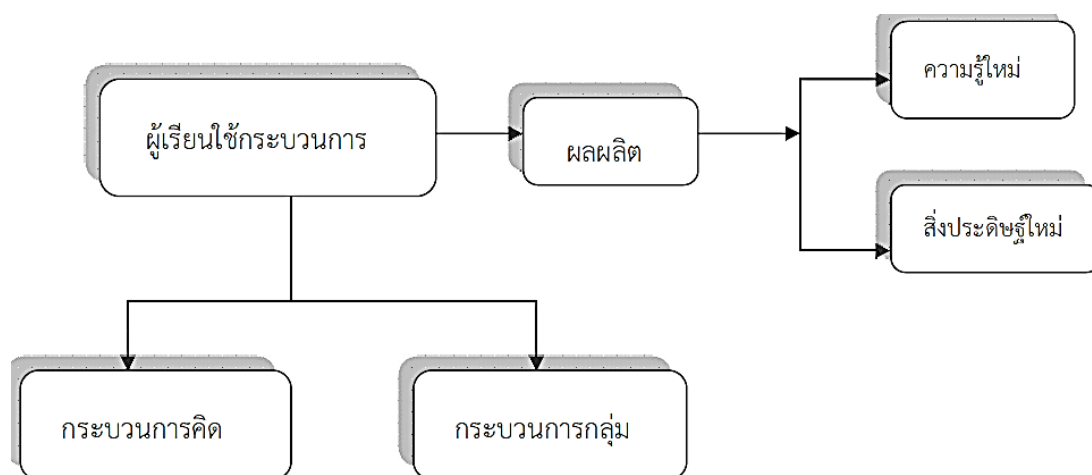 ความรู้ใหม่
ผู้เรียนใช้กระบวนการ
ผลผลิต
สิ่งประดิษฐ์ใหม่
กระบวนการคิด
กระบวนการกลุ่ม